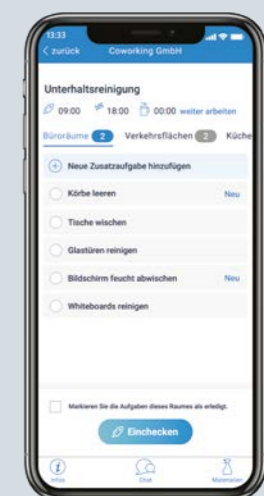 13:33
zurück Coworking GmbH
Unterhaltsreinigung
09:00 18:00 00:00 weiter arbeiten
Büroräume 2 Verkehrsflächen 2 Küche
Neue Zusatzaufgabe hinzufügen
Körbe leeren Neu
Tische wischen
Glastüren reinigen
Bildschirm feucht abwischen Neu
Whiteboards reinigen
Markieren Sie die Aufgaben dieses Raumes als erledigt.
Einchecken
Infos Chat Materialien